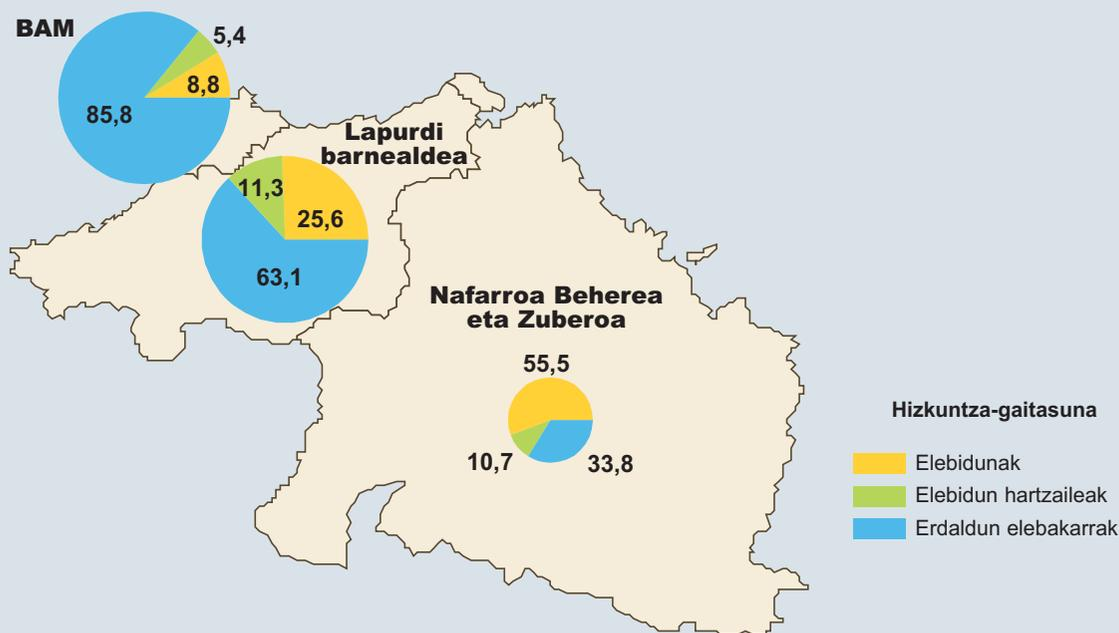 BAM
5,4
8,8
85,8
Lapurdi
barnealdea
11,3
25,6
63,1
Nafarroa Beherea
eta Zuberoa
55,5
10,7
33,8
Hizkuntza-gaitasuna
Elebidunak
Elebidun hartzaileak
Erdaldun elebakarrak